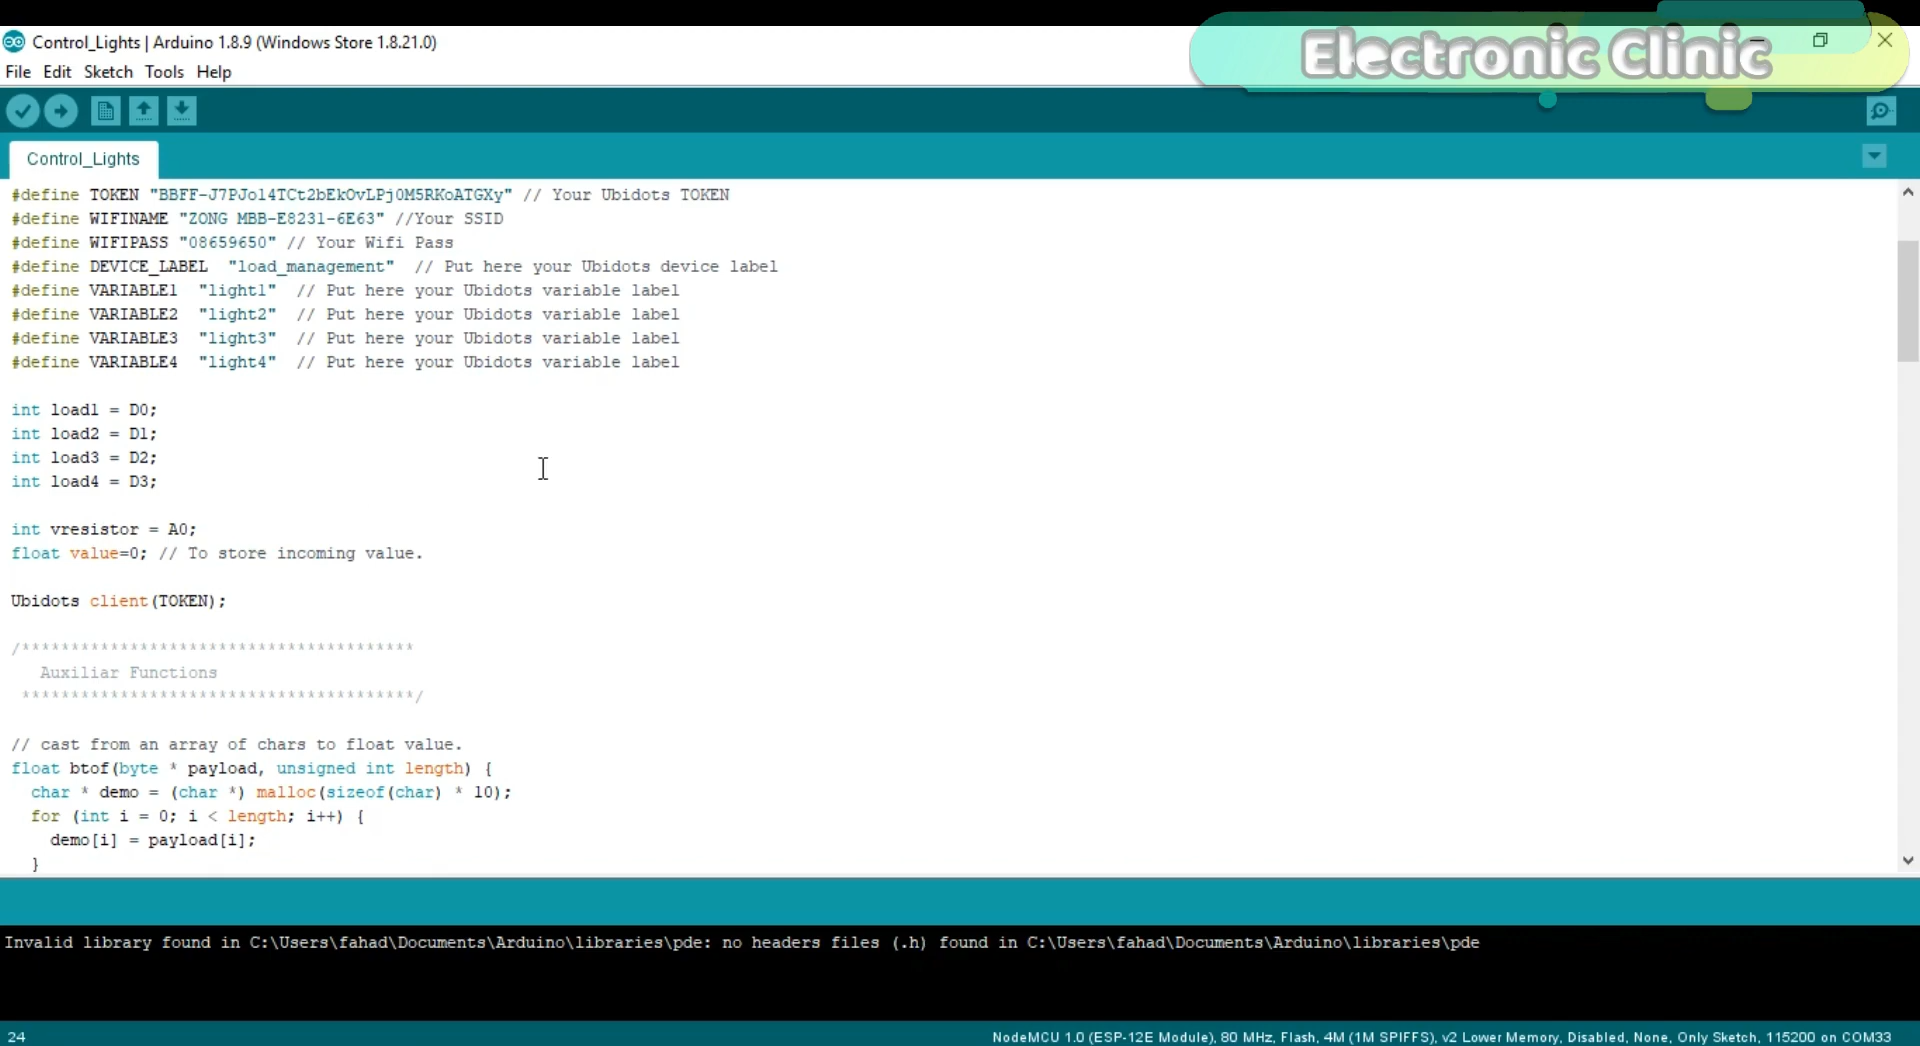 Electronic Clinic
Control_Lights | Arduino 1.8.9 (Windows Store 1.8.21.0)
File Edit Sketch Tools Help
Control_Lights
#define TOKEN "BBFF-J7PJol4TCt2bEkOvLPj0M5RKoATGXy" // Your Ubidots TOKEN
#define WIFINAME "ZONG MBB-E8231-6E63" //Your SSID
#define WIFIPASS "08659650" // Your Wifi Pass
#define DEVICE_LABEL  "load_management"  // Put here your Ubidots device label
#define VARIABLE1  "light1"  // Put here your Ubidots variable label
#define VARIABLE2  "light2"  // Put here your Ubidots variable label
#define VARIABLE3  "light3"  // Put here your Ubidots variable label
#define VARIABLE4  "light4"  // Put here your Ubidots variable label
int load1 = D0;
int load2 = D1;
int load3 = D2;
int load4 = D3;
int vresistor = A0;
float value=0; // To store incoming value.
Ubidots client(TOKEN);
/****************************************
Auxiliar Functions
****************************************/
// cast from an array of chars to float value.
float btof(byte * payload, unsigned int length) {
char * demo = (char *) malloc(sizeof(char) * 10);
for (int i = 0; i < length; i++) {
demo[i] = payload[i];
}
Invalid library found in C:\Users\fahad\Documents\Arduino\libraries\pde: no headers files (.h) found in C:\Users\fahad\Documents\Arduino\libraries\pde
24
NodeMCU 1.0 (ESP-12E Module), 80 MHz, Flash, 4M (1M SPIFFS), v2 Lower Memory, Disabled, None, Only Sketch, 115200 on COM33